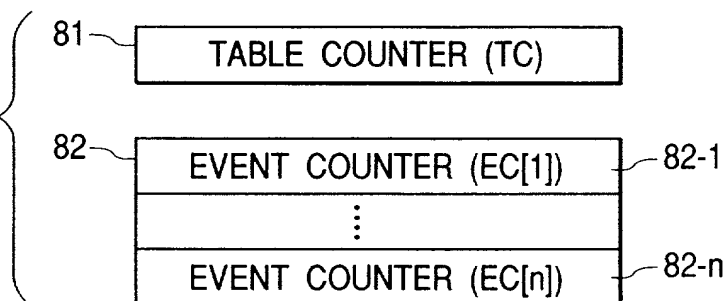 81
TABLE COUNTER (TC)
82
EVENT COUNTER (EC[1])
82-1
EVENT COUNTER (EC[n])
82-n